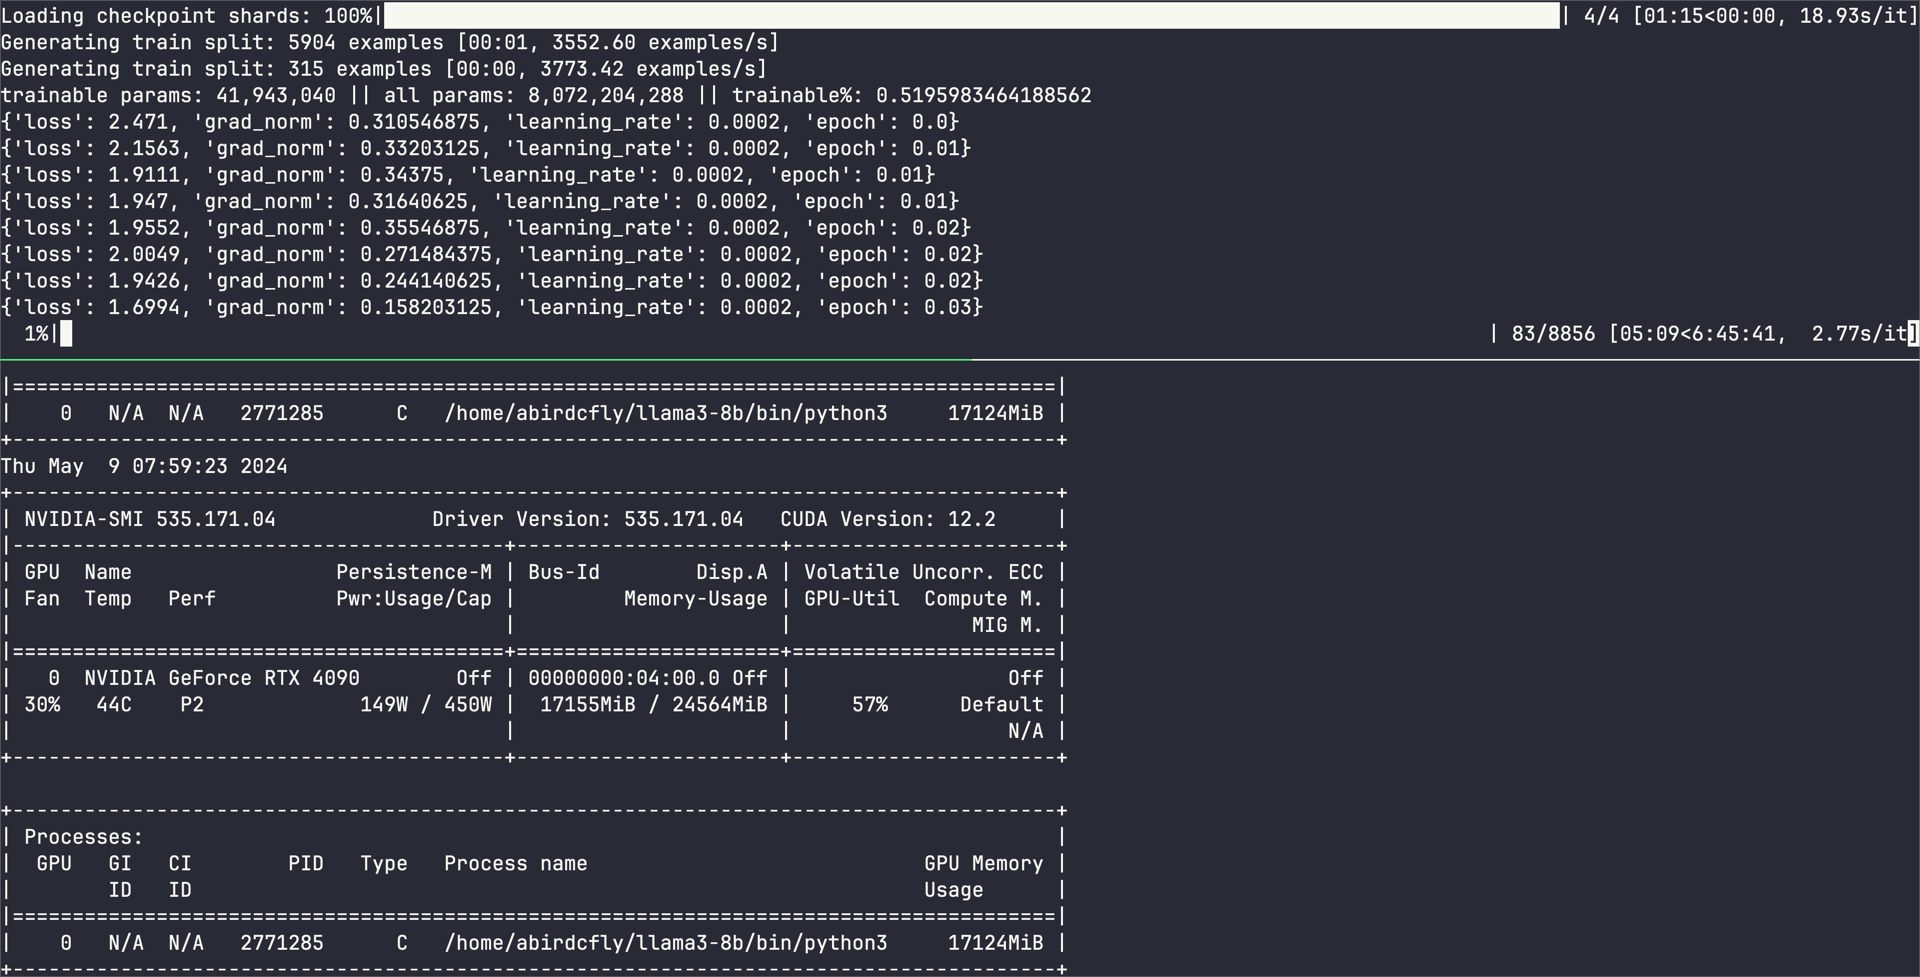 Loading checkpoint shards: 100%| | 4/4 [01:15<00:00, 18.93s/it]
Generating train split: 5904 examples [00:01, 3552.60 examples/s]
Generating train split: 315 examples [00:00, 3773.42 examples/s]
trainable params: 41,943,040 || all params: 8,072,204,288 || trainable%: 0.5195983464188562
{'loss': 2.471, 'grad_norm': 0.310546875, 'learning_rate': 0.0002, 'epoch': 0.0}
{'loss': 2.1563, 'grad_norm': 0.33203125, 'learning_rate': 0.0002, 'epoch': 0.01}
{'loss': 1.9111, 'grad_norm': 0.34375, 'learning_rate': 0.0002, 'epoch': 0.01}
{'loss': 1.947, 'grad_norm': 0.31640625, 'learning_rate': 0.0002, 'epoch': 0.01}
{'loss': 1.9552, 'grad_norm': 0.35546875, 'learning_rate': 0.0002, 'epoch': 0.02}
{'loss': 2.0049, 'grad_norm': 0.271484375, 'learning_rate': 0.0002, 'epoch': 0.02}
{'loss': 1.9426, 'grad_norm': 0.244140625, 'learning_rate': 0.0002, 'epoch': 0.02}
{'loss': 1.6994, 'grad_norm': 0.158203125, 'learning_rate': 0.0002, 'epoch': 0.03}
  1%| | 83/8856 [05:09<6:45:41,  2.77s/it]
|=======================================================================================|
|    0   N/A  N/A   2771285      C   /home/abirdcfly/llama3-8b/bin/python3     17124MiB |
+---------------------------------------------------------------------------------------+
Thu May  9 07:59:23 2024
+---------------------------------------------------------------------------------------+
| NVIDIA-SMI 535.171.04             Driver Version: 535.171.04   CUDA Version: 12.2     |
|-----------------------------------------+----------------------+----------------------+
| GPU  Name                 Persistence-M | Bus-Id        Disp.A | Volatile Uncorr. ECC |
| Fan  Temp   Perf          Pwr:Usage/Cap |         Memory-Usage | GPU-Util  Compute M. |
|                                         |                      |               MIG M. |
|=========================================+======================+======================|
|   0  NVIDIA GeForce RTX 4090        Off | 00000000:04:00.0 Off |                  Off |
| 30%   44C    P2             149W / 450W |  17155MiB / 24564MiB |     57%      Default |
|                                         |                      |                  N/A |
+-----------------------------------------+----------------------+----------------------+
+---------------------------------------------------------------------------------------+
| Processes:                                                                            |
|  GPU   GI   CI        PID   Type   Process name                            GPU Memory |
|        ID   ID                                                             Usage      |
|=======================================================================================|
|    0   N/A  N/A   2771285      C   /home/abirdcfly/llama3-8b/bin/python3     17124MiB |
+---------------------------------------------------------------------------------------+